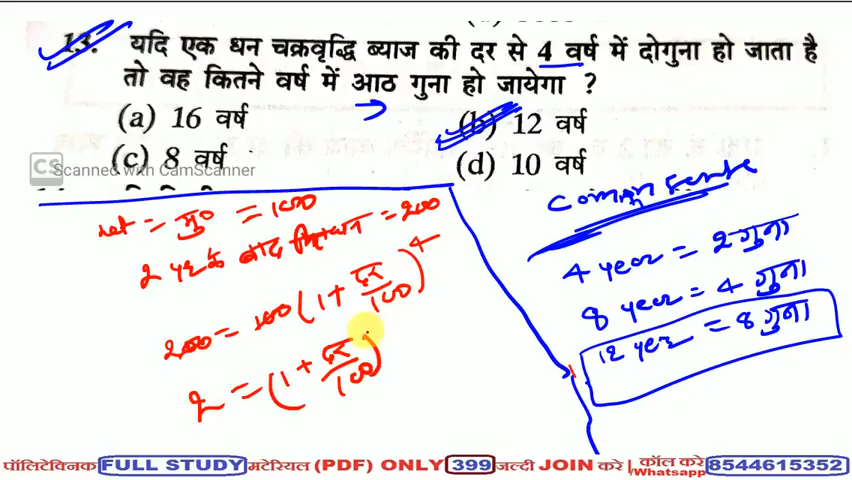 13. यदि एक धन चक्रवृद्धि ब्याज की दर से 4 वर्ष में दोगुना हो जाता है
तो वह कितने वर्ष में आठ गुना हो जायेगा ?
(a) 16 वर्ष
(b) 12 वर्ष
(c) 8 वर्ष
(d) 10 वर्ष
CS Scanned with CamScanner
= मु० = 100
2 के बाद मिश्रधन = 200
200 = 100 (1 + दर/100)^4
2 = (1 + दर/100)
4 year = 2 गुना
8 year = 4 गुना
12 year = 8 गुना
पॉलिटेक्निक FULL STUDY मटेरियल (PDF) ONLY 399 जल्दी JOIN करे | कॉल करे / Whatsapp 8544615352